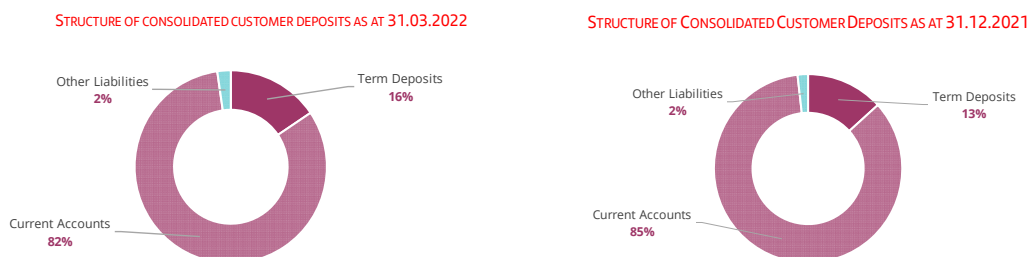 STRUCTURE OF CONSOLIDATED CUSTOMER DEPOSITS AS AT 31.03.2022
Other Liabilities
2%
Term Deposits
16%
Current Accounts
82%
STRUCTURE OF CONSOLIDATED CUSTOMER DEPOSITS AS AT 31.12.2021
Other Liabilities
2%
Term Deposits
13%
Current Accounts
85%